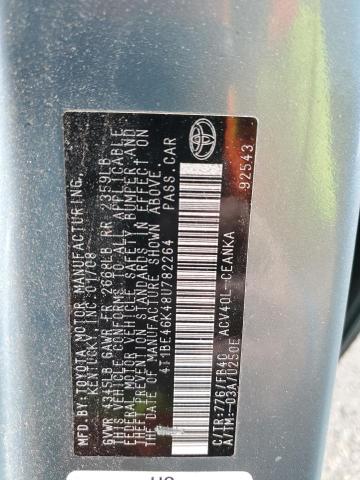 MFD.BY:TOYOTA MOTOR MANUFACTURING,
KENTUCKY, INC. 01/08
GVWR 4345LB GAWR FR 2668LB RR 2359LB
THIS VEHICLE CONFORMS TO ALL APPLICABLE
FEDERAL MOTOR VEHICLE SAFETY, BUMPER, AND
THEFT PREVENTION STANDARDS IN EFFECT ON
THE DATE OF MANUFACTURE SHOWN ABOVE.
4T1BE46K48U782264 PASS.CAR
C/TR:776/FB40 ACV40L-CEANKA
A/TM:-03A/U250E 92543
TOYOTA